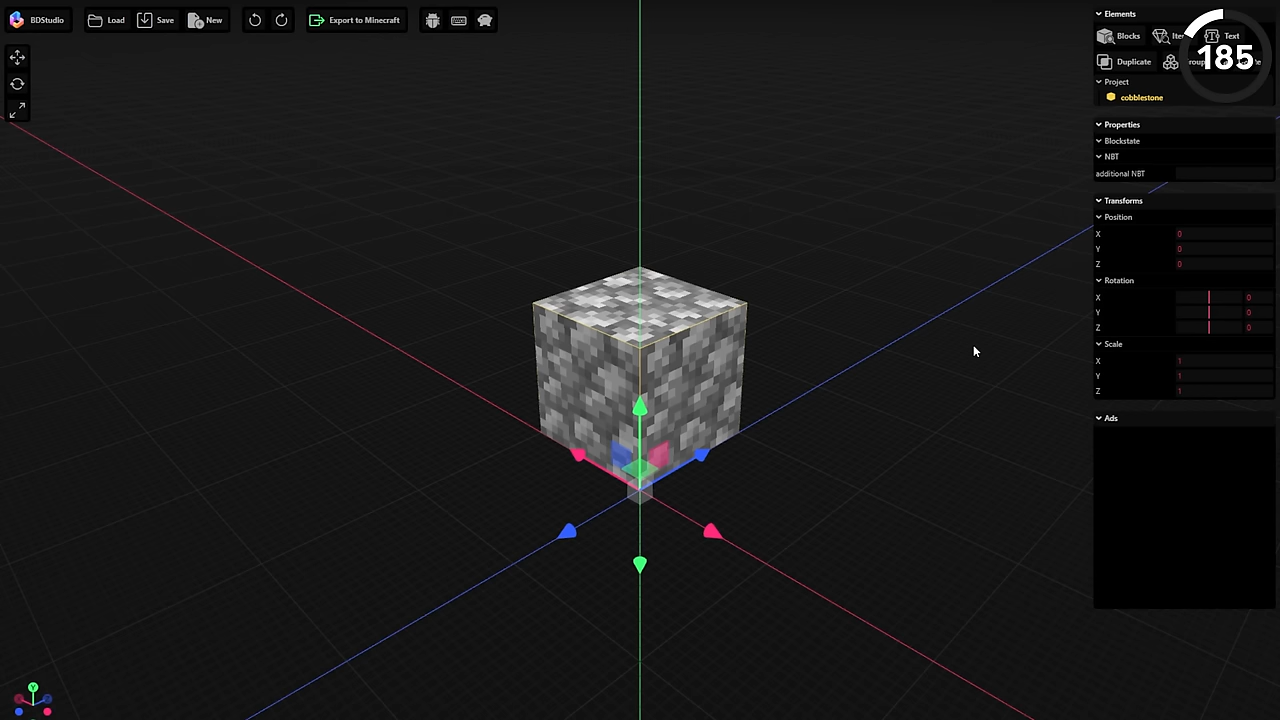 BDStudio
Load
Save
New
Export to Minecraft
Elements
Blocks
Text
185
Duplicate
Project
cobblestone
Properties
Blockstate
NBT
additional NBT
Transforms
Position
X 0
Y 0
Z 0
Rotation
X 0
Y 0
Z 0
Scale
X 1
Y 1
Z 1
Ads
Y